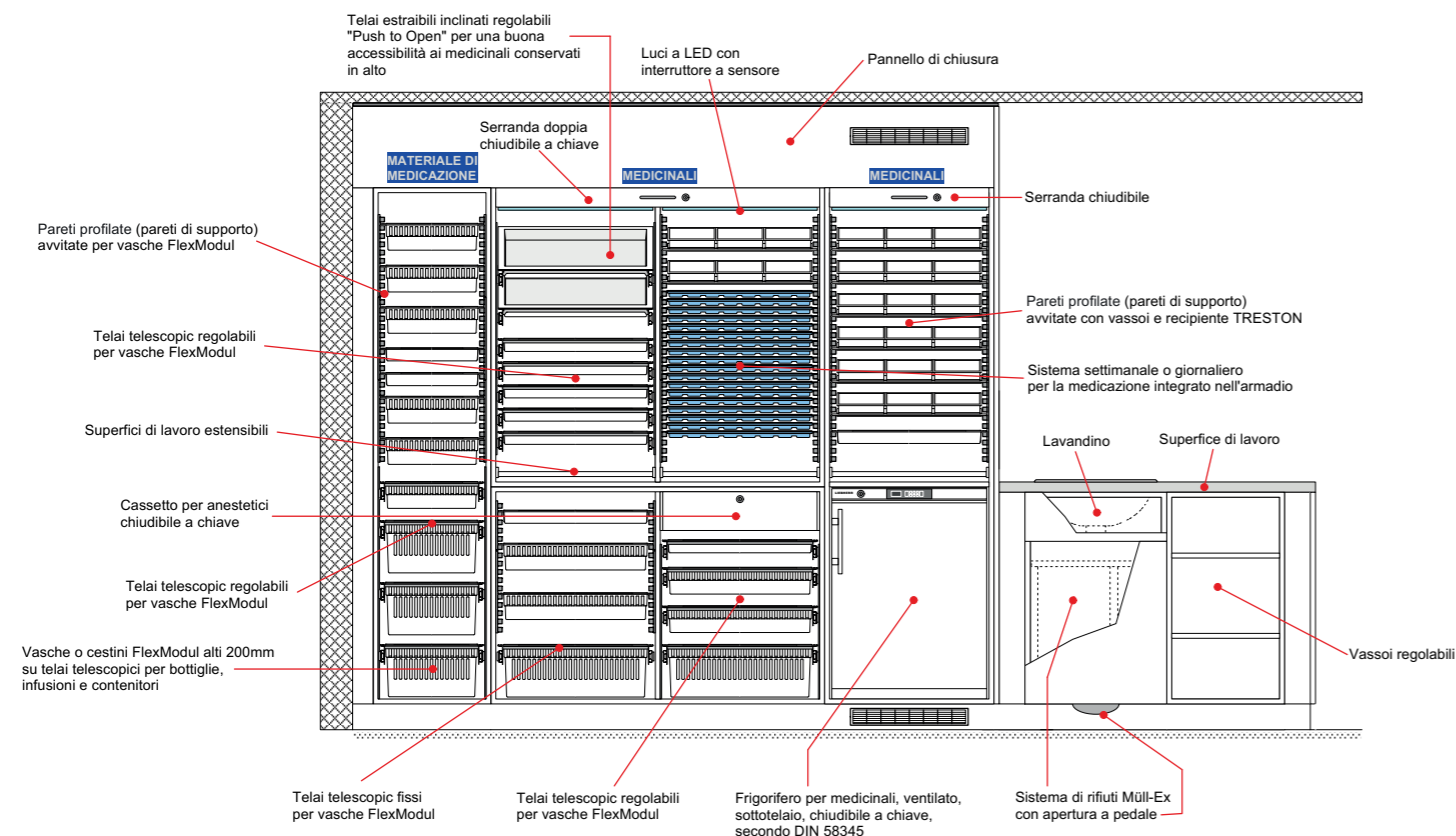 Telai estraibili inclinati regolabili
"Push to Open" per una buona
accessibilità ai medicinali conservati
in alto
Luci a LED con
interruttore a sensore
Pannello di chiusura
Serranda doppia
chiudibile a chiave
MATERIALE DI
MEDICAZIONE
MEDICINALI
MEDICINALI
Serranda chiudibile
Pareti profilate (pareti di supporto)
avvitate per vasche FlexModul
Pareti profilate (pareti di supporto)
avvitate con vassoi e recipiente TRESTON
Telai telescopic regolabili
per vasche FlexModul
Sistema settimanale o giornaliero
per la medicazione integrato nell'armadio
Superfici di lavoro estensibili
Lavandino
Superfice di lavoro
Cassetto per anestetici
chiudibile a chiave
LIEBHERR
Telai telescopic regolabili
per vasche FlexModul
Vasche o cestini FlexModul alti 200mm
su telai telescopici per bottiglie,
infusioni e contenitori
Vassoi regolabili
Telai telescopic fissi
per vasche FlexModul
Telai telescopic regolabili
per vasche FlexModul
Frigorifero per medicinali, ventilato,
sottotelaio, chiudibile a chiave,
secondo DIN 58345
Sistema di rifiuti Müll-Ex
con apertura a pedale